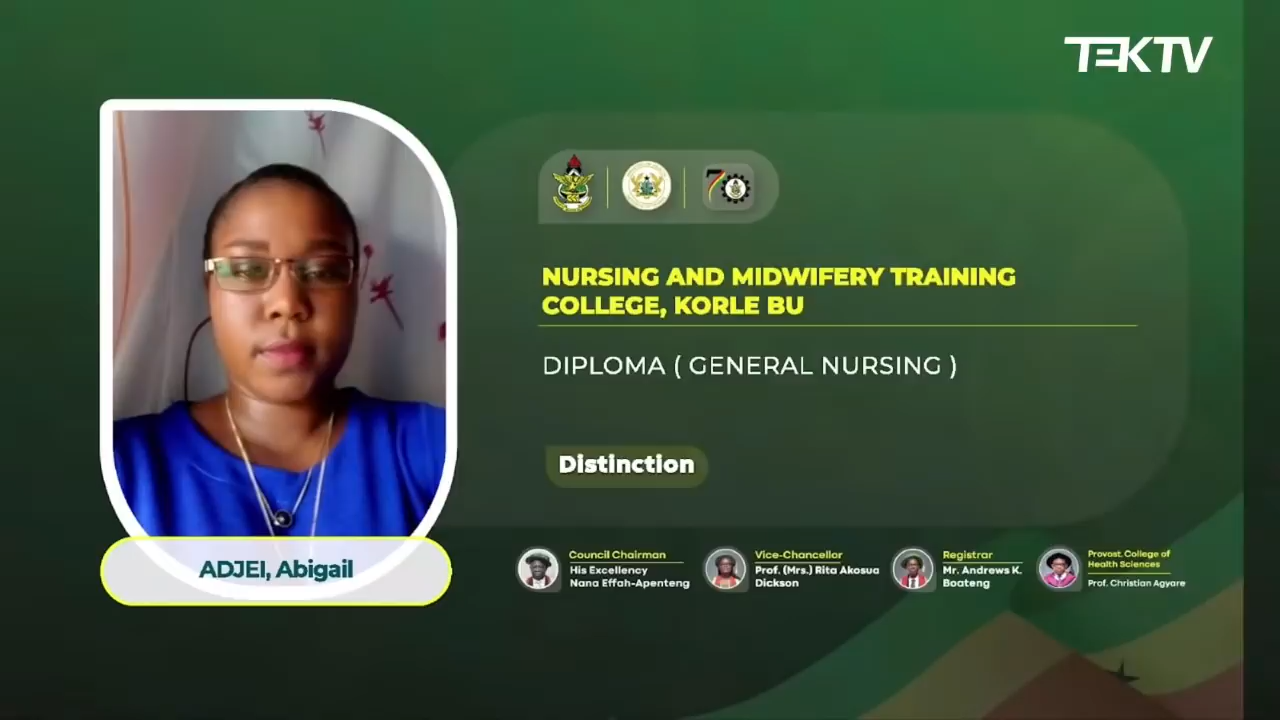 TEKTV
NURSING AND MIDWIFERY TRAINING
COLLEGE, KORLE BU
DIPLOMA ( GENERAL NURSING )
Distinction
ADJEI, Abigail
Council Chairman
His Excellency
Nana Effah-Apenteng
Vice-Chancellor
Prof. (Mrs.) Rita Akosua
Dickson
Registrar
Mr. Andrews K.
Boateng
Provost, College of
Health Sciences
Prof. Christian Agyare